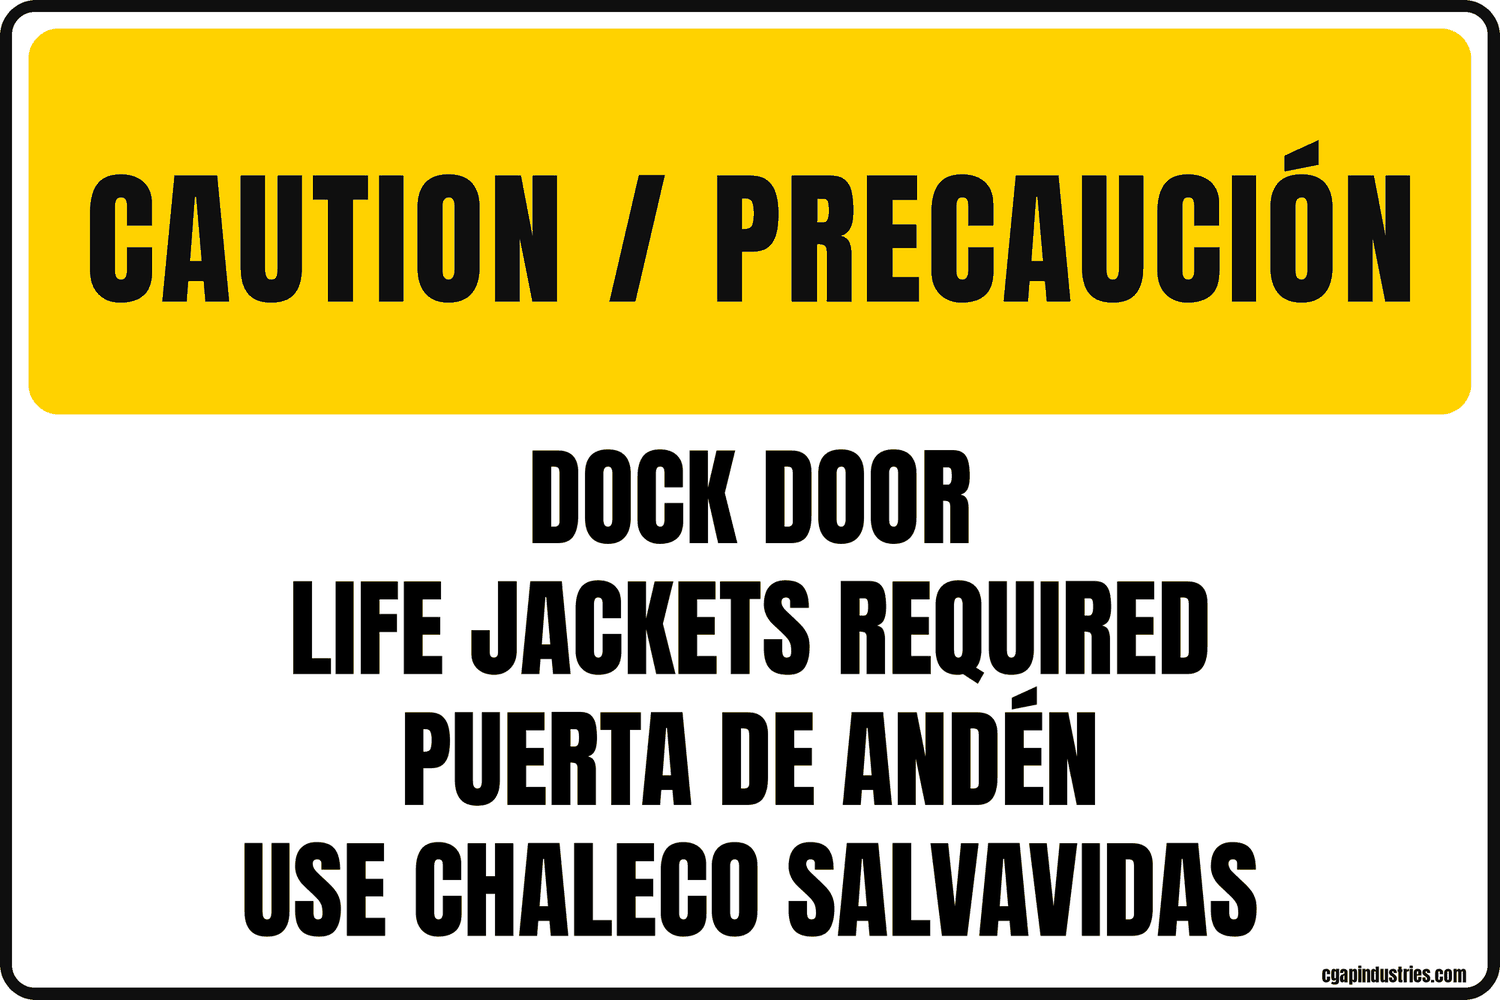 CAUTION / PRECAUCIÓN
DOCK DOOR
LIFE JACKETS REQUIRED
PUERTA DE ANDÉN
USE CHALECO SALVAVIDAS
cgapindustries.com